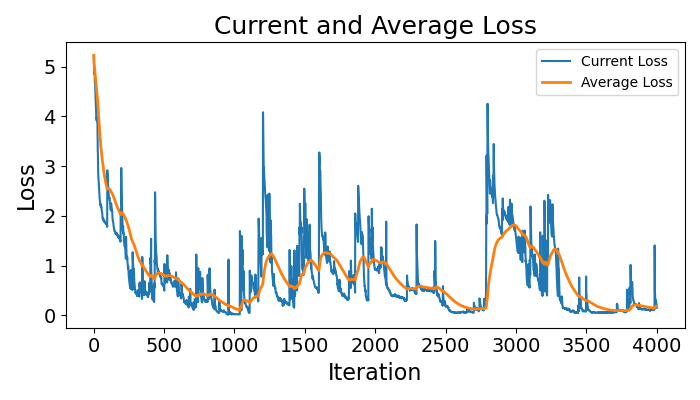 Current and Average Loss
Current Loss
Average Loss
Loss
5
4
3
2
1
0
0 500 1000 1500 2000 2500 3000 3500 4000
Iteration